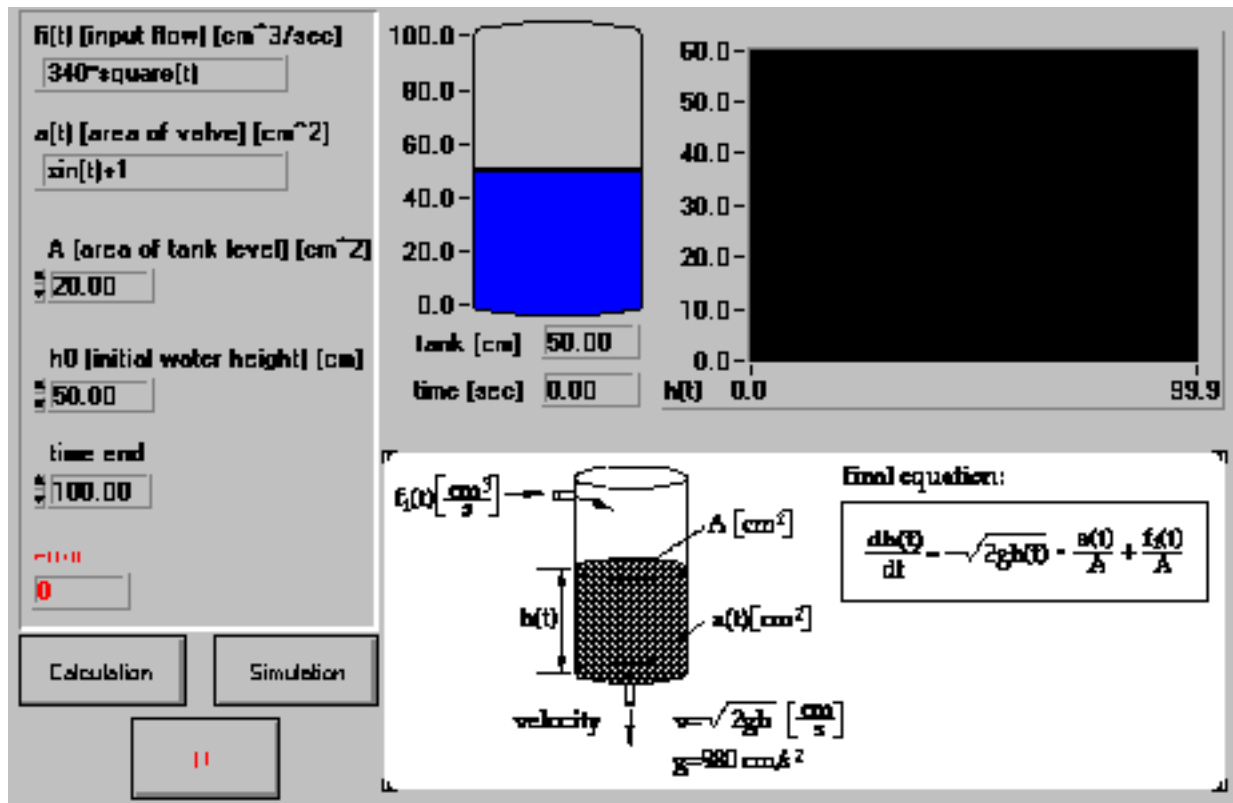 fi(t) [input flow] [cm^3/sec]
340*square(t)
a(t) [area of valve] [cm^2]
sin(t)+1
A [area of tank level] [cm^2]
20.00
h0 [initial water height] [cm]
50.00
time end
100.00
0
Calculation
Simulation
100.0
80.0
60.0
40.0
20.0
0.0
tank [cm] 50.00
time [sec] 0.00
60.0
50.0
40.0
30.0
20.0
10.0
0.0
h(t) 0.0 99.9
fi(t)[cm^3/s]
A [cm²]
h(t)
a(t)[cm²]
velocity v=√2gh [cm/s]
g=980 cm/s²
final equation:
dh(t)/dt = -√2gh(t) · a(t)/A + fi(t)/A